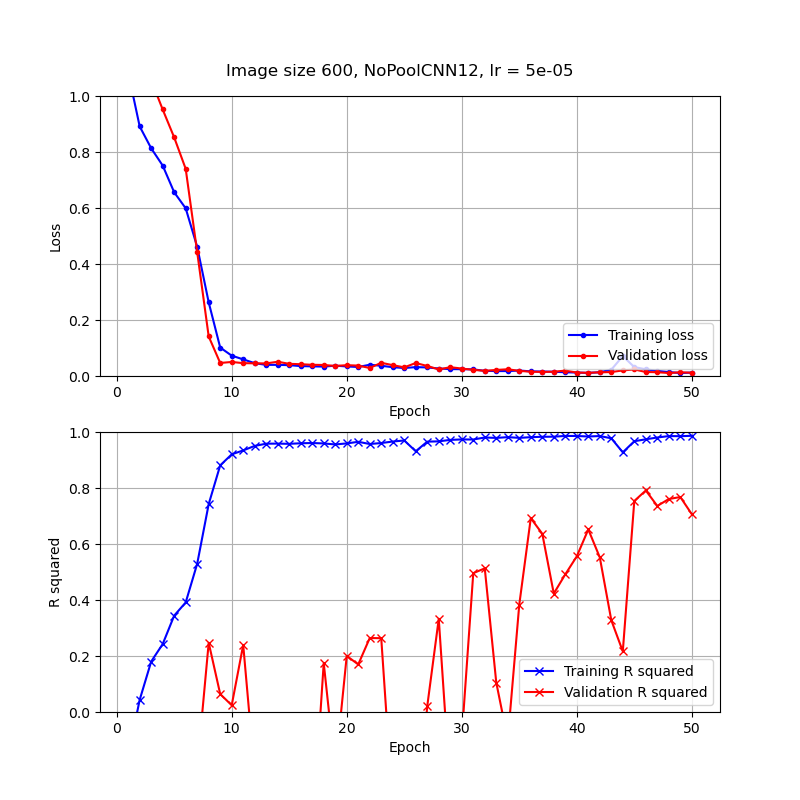 Image size 600, NoPoolCNN12, lr = 5e-05
1.0
0.8
0.6
0.4
0.2
0.0
Loss
Training loss
Validation loss
0 10 20 30 40 50
Epoch
1.0
0.8
0.6
0.4
0.2
0.0
R squared
Training R squared
Validation R squared
0 10 20 30 40 50
Epoch